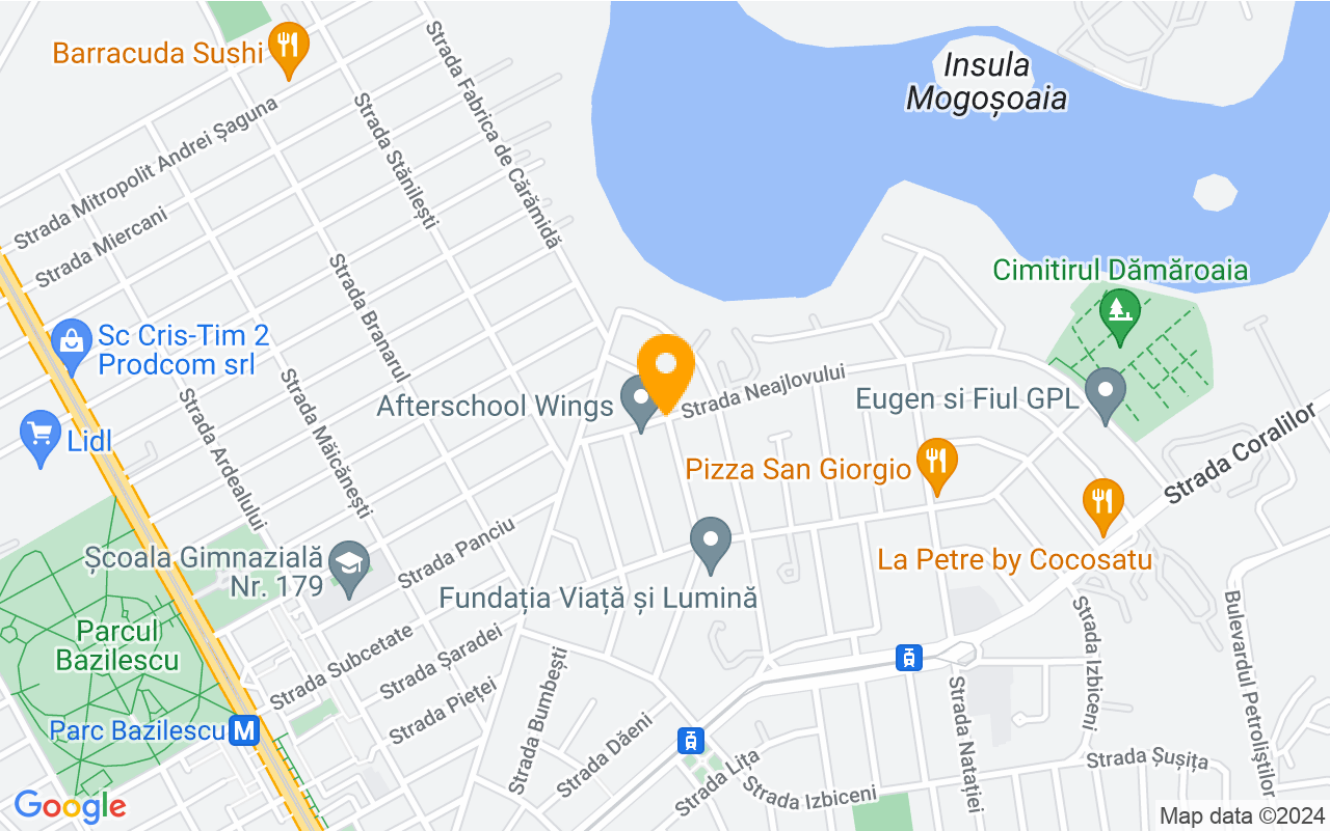 Barracuda Sushi
Insula
Mogoșoaia
Strada Fabrica de Cărămidă
Strada Stănilești
Strada Mitropolit Andrei Șaguna
Strada Miercani
Cimitirul Dămăroaia
Strada Branarul
Sc Cris-Tim 2
Prodcom srl
Strada Neajlovului
Afterschool Wings
Eugen si Fiul GPL
Lidl
Strada Ardealului
Strada Măicănești
Pizza San Giorgio
Strada Coralilor
Școala Gimnazială
Nr. 179
Strada Panciu
La Petre by Cocosatu
Fundația Viață și Lumină
Parcul
Bazilescu
Strada Subcetate
Strada Șaradei
Strada Pieței
Strada Bumbești
Strada Izbiceni
Bulevardul Petroliștilor
Parc Bazilescu
M
Strada Dăeni
Strada Natației
Strada Lița
Strada Șușița
Strada Izbiceni
Google
Map data ©2024